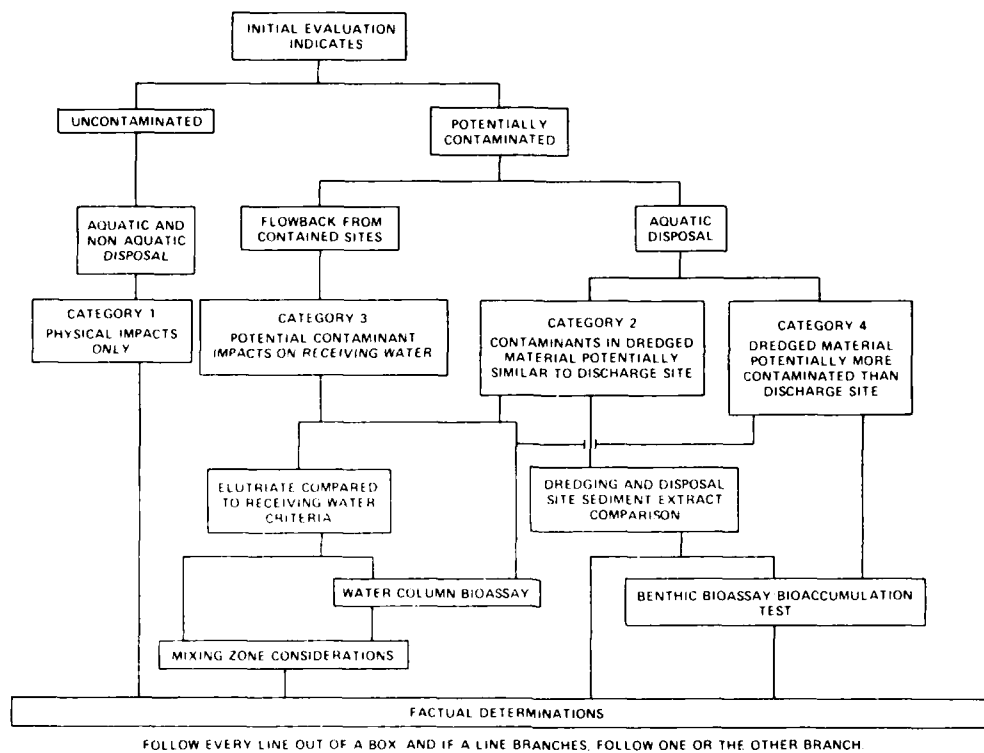 INITIAL EVALUATION
INDICATES
UNCONTAMINATED
POTENTIALLY
CONTAMINATED
AQUATIC AND
NON AQUATIC
DISPOSAL
FLOWBACK FROM
CONTAINED SITES
AQUATIC
DISPOSAL
CATEGORY 1
PHYSICAL IMPACTS
ONLY
CATEGORY 3
POTENTIAL CONTAMINANT
IMPACTS ON RECEIVING WATER
CATEGORY 2
CONTAMINANTS IN DREDGED
MATERIAL POTENTIALLY
SIMILAR TO DISCHARGE SITE
CATEGORY 4
DREDGED MATERIAL
POTENTIALLY MORE
CONTAMINATED THAN
DISCHARGE SITE
ELUTRIATE COMPARED
TO RECEIVING WATER
CRITERIA
DREDGING AND DISPOSAL
SITE SEDIMENT EXTRACT
COMPARISON
WATER COLUMN BIOASSAY
BENTHIC BIOASSAY BIOACCUMULATION
TEST
MIXING ZONE CONSIDERATIONS
FACTUAL DETERMINATIONS
FOLLOW EVERY LINE OUT OF A BOX AND IF A LINE BRANCHES, FOLLOW ONE OR THE OTHER BRANCH.